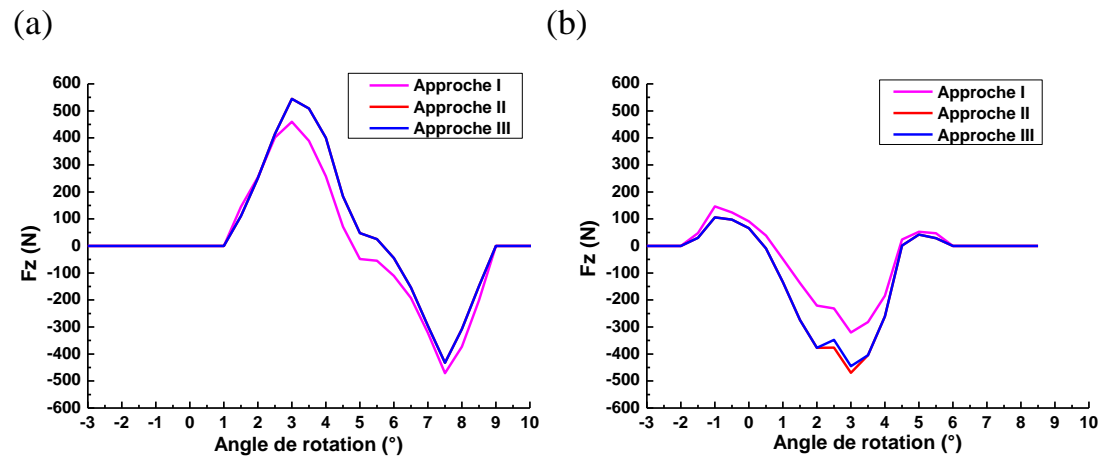 (a)
600
500
400
300
200
100
0
-100
-200
-300
-400
-500
-600
Fz (N)
Approche I
Approche II
Approche III
-3 -2 -1 0 1 2 3 4 5 6 7 8 9 10
Angle de rotation (°)
(b)
600
500
400
300
200
100
0
-100
-200
-300
-400
-500
-600
Fz (N)
Approche I
Approche II
Approche III
-3 -2 -1 0 1 2 3 4 5 6 7 8 9 10
Angle de rotation (°)